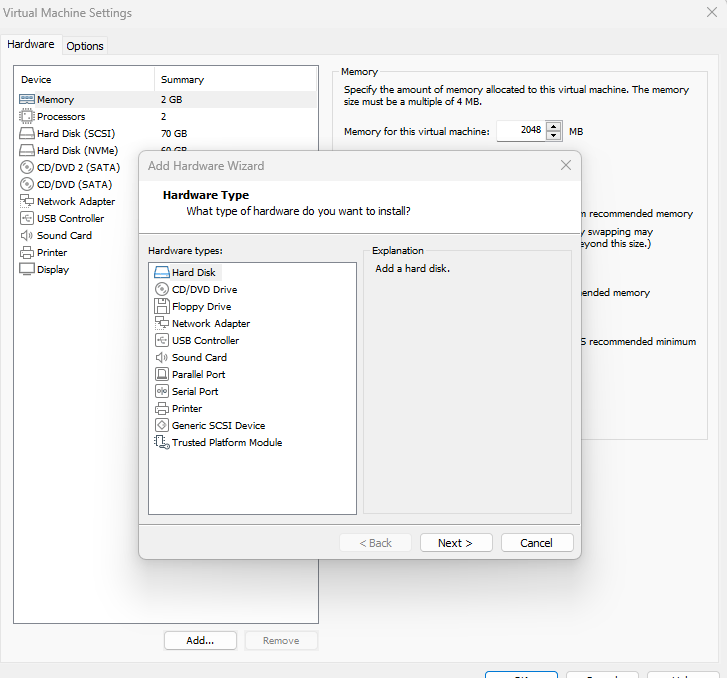 Virtual Machine Settings
Hardware Options
Device Summary
Memory 2 GB
Processors 2
Hard Disk (SCSI) 70 GB
Hard Disk (NVMe) 60 GB
CD/DVD 2 (SATA)
CD/DVD (SATA)
Network Adapter
USB Controller
Sound Card
Printer
Display
Memory
Specify the amount of memory allocated to this virtual machine. The memory
size must be a multiple of 4 MB.
Memory for this virtual machine: 2048 MB
recommended memory
swapping may
eyond this size.)
ended memory
recommended minimum
Add Hardware Wizard
Hardware Type
What type of hardware do you want to install?
Hardware types:
Hard Disk
CD/DVD Drive
Floppy Drive
Network Adapter
USB Controller
Sound Card
Parallel Port
Serial Port
Printer
Generic SCSI Device
Trusted Platform Module
Explanation
Add a hard disk.
< Back Next > Cancel
Add... Remove